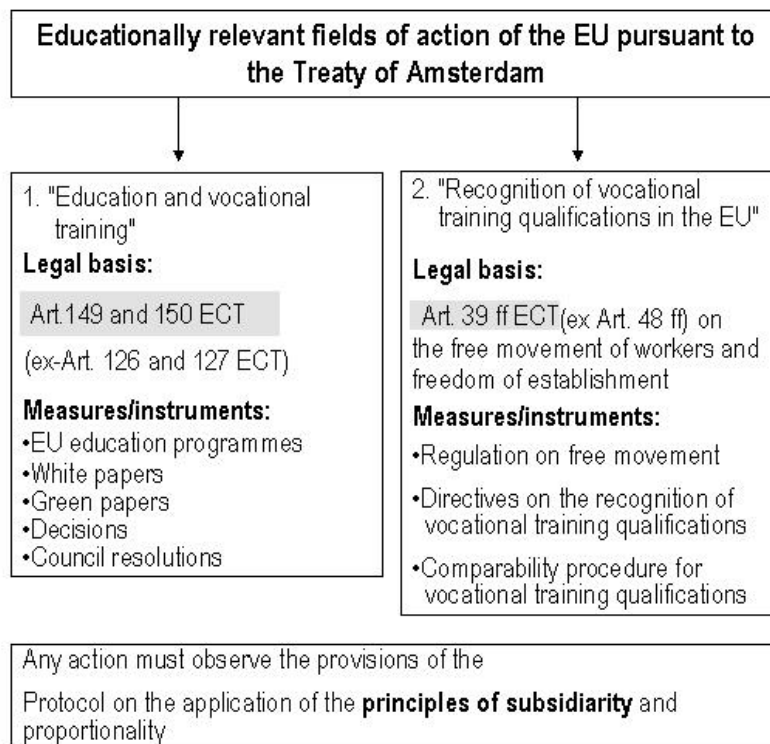 Educationally relevant fields of action of the EU pursuant to
the Treaty of Amsterdam
1. "Education and vocational
training"
Legal basis:
Art.149 and 150 ECT
(ex-Art. 126 and 127 ECT)
Measures/instruments:
•EU education programmes
•White papers
•Green papers
•Decisions
•Council resolutions
2. "Recognition of vocational
training qualifications in the EU"
Legal basis:
Art. 39 ff ECT (ex Art. 48 ff) on
the free movement of workers and
freedom of establishment
Measures/instruments:
•Regulation on free movement
•Directives on the recognition of
vocational training qualifications
•Comparability procedure for
vocational training qualifications
Any action must observe the provisions of the
Protocol on the application of the principles of subsidiarity and
proportionality